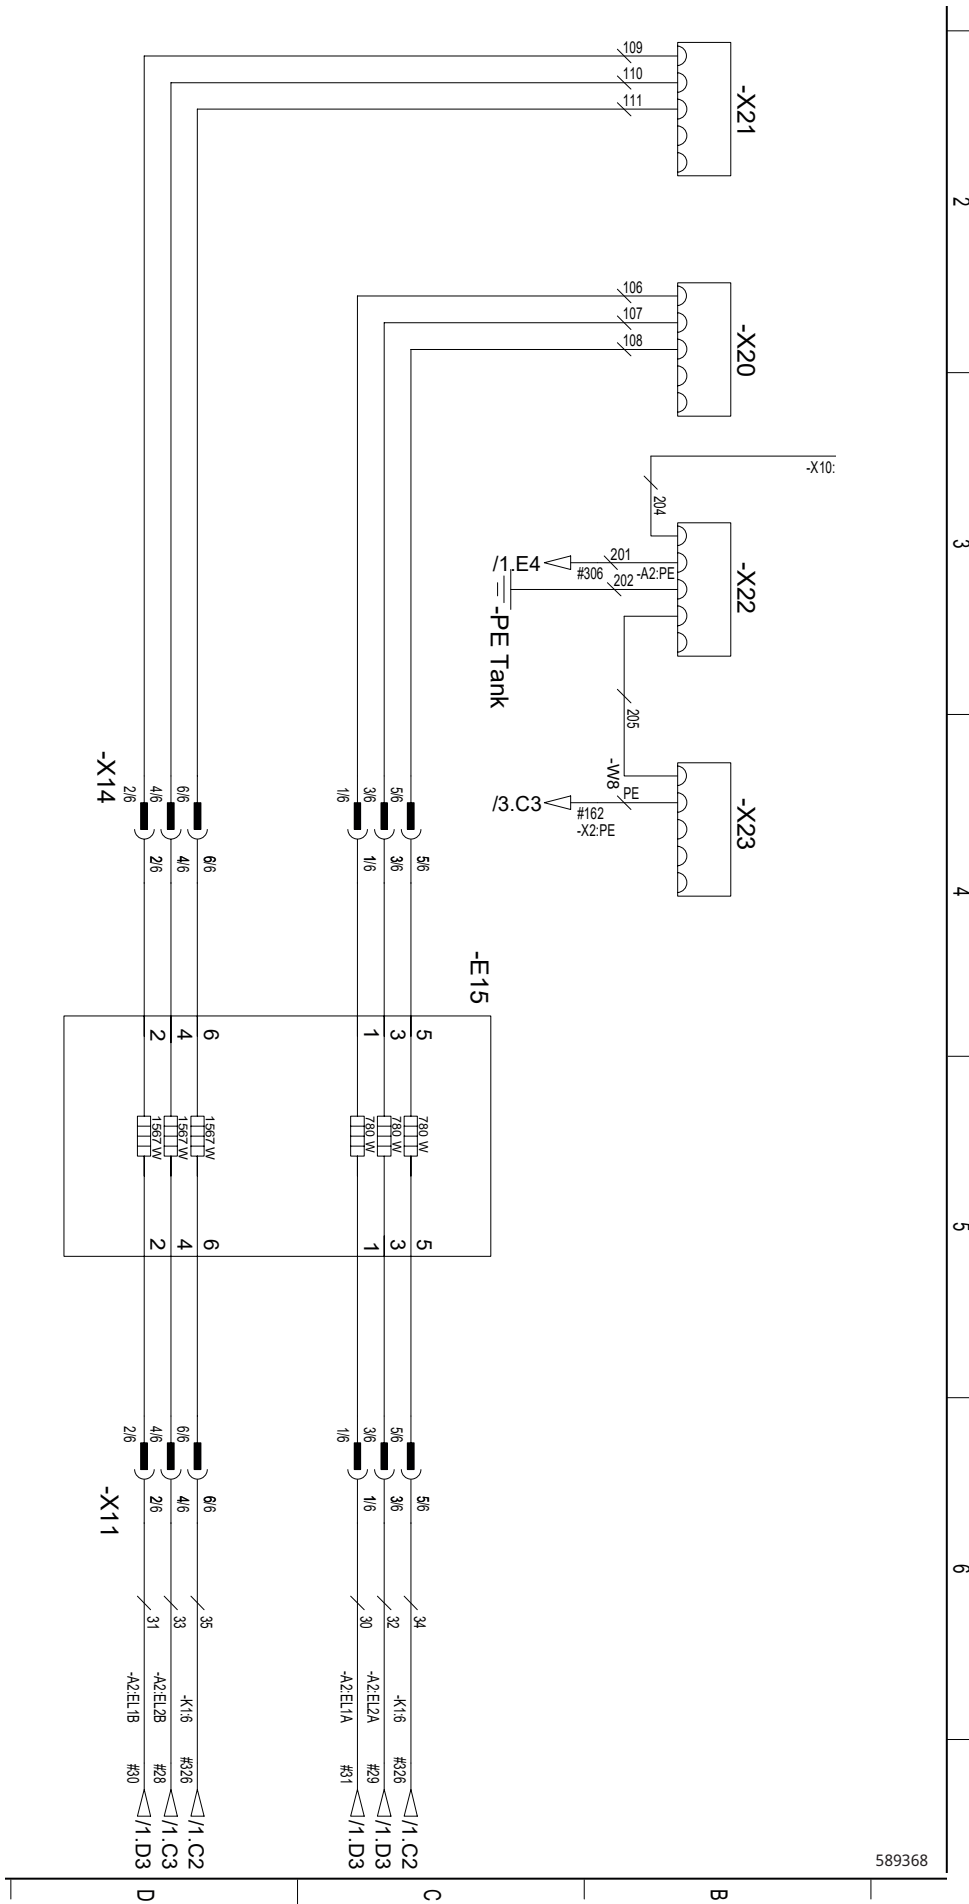 109
110
111
-X21
2
106
107
108
-X20
-X10:
204
3
/1.E4
201
#306
-A2:PE
202
-X22
-PE Tank
205
-W8
PE
/3.C3
#162
-X2:PE
-X23
-X14
2/6
4/6
6/6
1/6
3/6
5/6
2/6
4/6
6/6
1/6
3/6
5/6
4
-E15
2
4
6
1
3
5
1567 W
1567 W
1567 W
780 W
780 W
780 W
2
4
6
1
3
5
5
2/6
4/6
6/6
1/6
3/6
5/6
-X11
2/6
4/6
6/6
1/6
3/6
5/6
6
31
33
35
30
32
34
-A2:EL1B
-A2:EL2B
-K1:6
-A2:EL1A
-A2:EL2A
-K1:6
#30
#28
#326
#31
#29
#326
/1.D3
/1.C3
/1.C2
/1.D3
/1.D3
/1.C2
589368
D
C
B